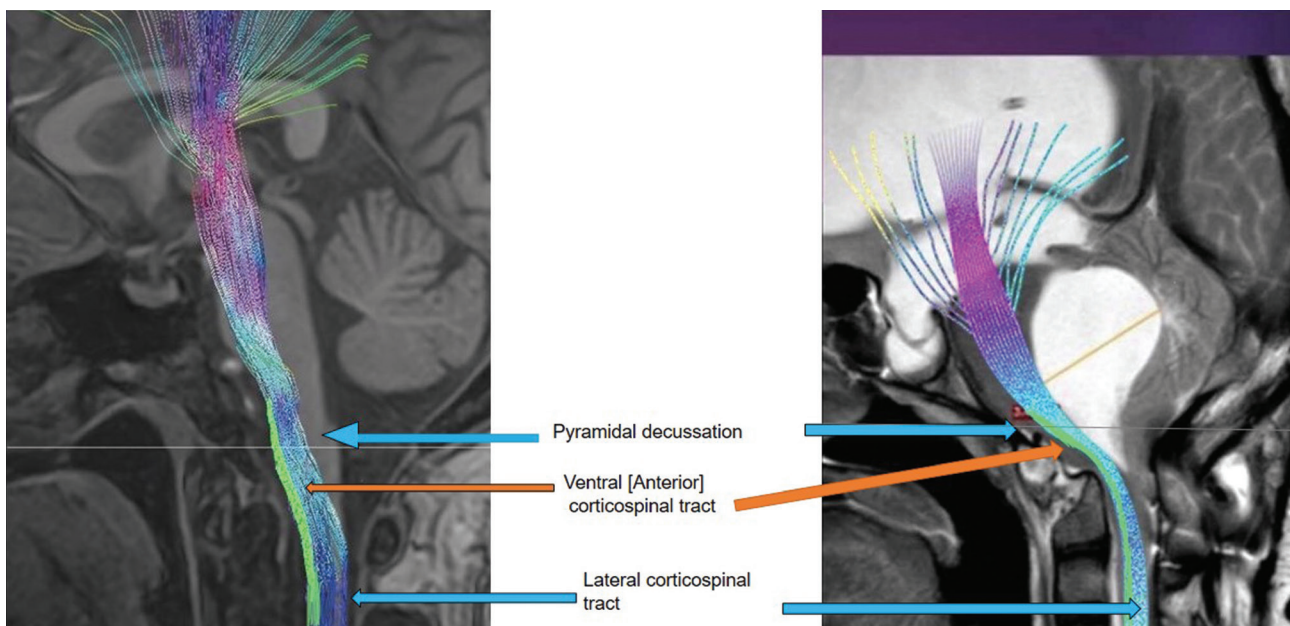 Pyramidal decussation
Ventral [Anterior]
corticospinal tract
Lateral corticospinal
tract